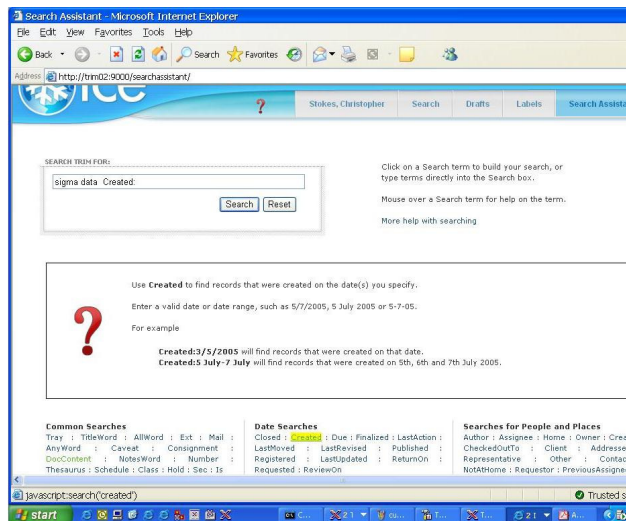 Search Assistant - Microsoft Internet Explorer
File Edit View Favorites Tools Help
Back Search Favorites
Address http://trim02:9000/searchassistant/
ice
? Stokes, Christopher Search Drafts Labels Search Assista
SEARCH TRIM FOR:
sigma data Created:
Search Reset
Click on a Search term to build your search, or
type terms directly into the Search box.
Mouse over a Search term for help on the term.
More help with searching
Use Created to find records that were created on the date(s) you specify.
Enter a valid date or date range, such as 5/7/2005, 5 July 2005 or 5-7-05.
For example
?
Created:3/5/2005 will find records that were created on that date.
Created:5 July-7 July will find records that were created on 5th, 6th and 7th July 2005.
Common Searches
Tray : TitleWord : AllWord : Ext : Mail :
AnyWord : Caveat : Consignment :
DocContent : NotesWord : Number :
Thesaurus : Schedule : Class : Hold : Sec : Is
Date Searches
Closed : Created : Due : Finalized : LastAction :
LastMoved : LastRevised : Published :
Registered : LastUpdated : ReturnOn :
Requested : ReviewOn
Searches for People and Places
Author : Assignee : Home : Owner : Crea
CheckedOutTo : Client : Addresse
Representative : Other : Contac
NotAtHome : Requestor : PreviousAssigne
javascript:search('created') Trusted s
start C... 2 1 cu... T... T... 2 1 A...